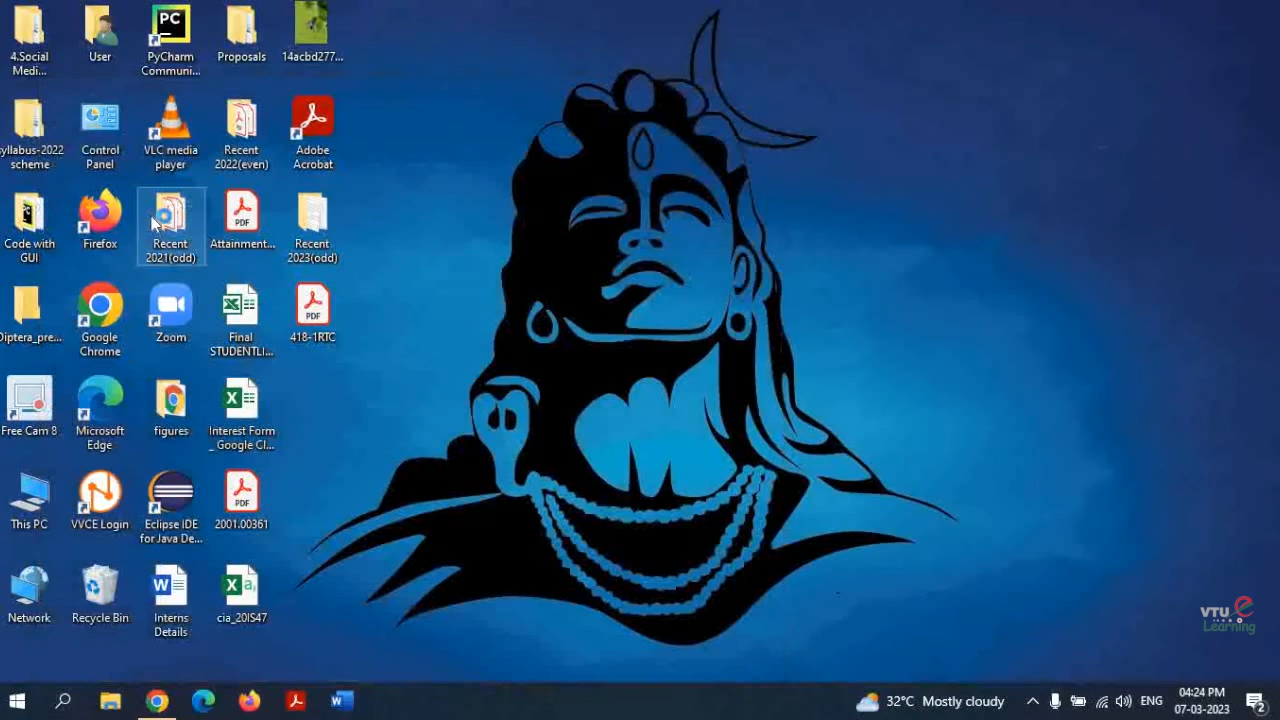 4.Social
Medi...
User
PyCharm
Communi...
Proposals
14acbd277...
syllabus-2022
scheme
Control
Panel
VLC media
player
Recent
2022(even)
Adobe
Acrobat
Code with
GUI
Firefox
Recent
2021(odd)
Attainment...
Recent
2023(odd)
Diptera_pre...
Google
Chrome
Zoom
Final
STUDENTLI...
418-1RTC
Free Cam 8
Microsoft
Edge
figures
Interest Form
_ Google Cl...
This PC
VVCE Login
Eclipse IDE
for Java De...
2001.00361
Network
Recycle Bin
Interns
Details
cia_20IS47
PC
PDF
PDF
VTU e
Learning
32°C Mostly cloudy
ENG
04:24 PM
07-03-2023
2